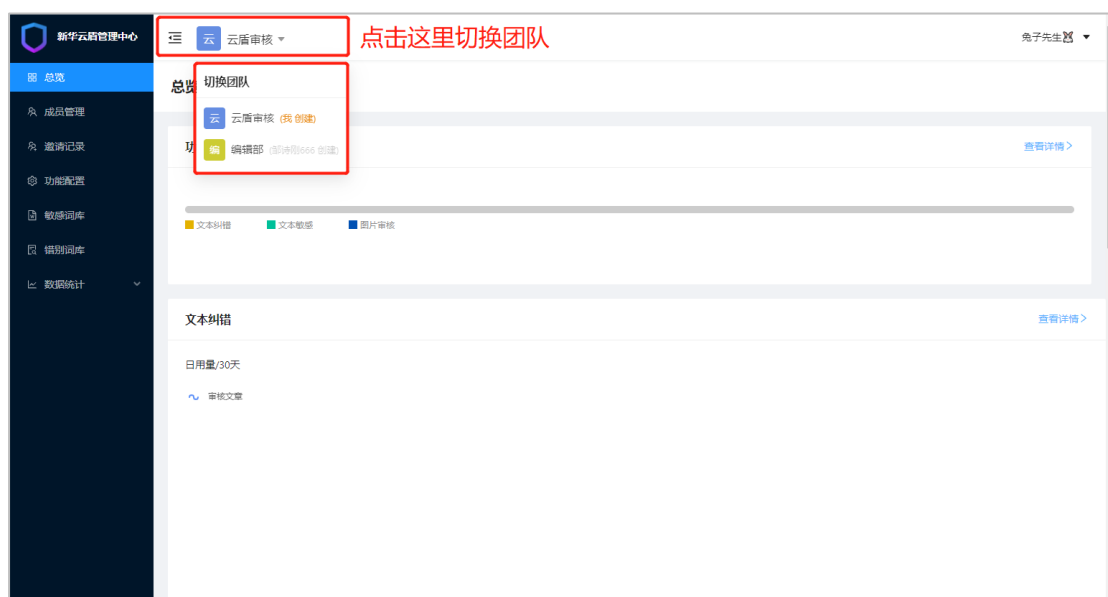 新华云盾管理中心
云 云盾审核
点击这里切换团队
兔子先生
总览
成员管理
邀请记录
功能配置
敏感词库
错别词库
数据统计
总览
切换团队
云 云盾审核 (我 创建)
编 编辑部
查看详情>
文本纠错 文本敏感 图片审核
文本纠错
查看详情>
日用量/30天
审核文章